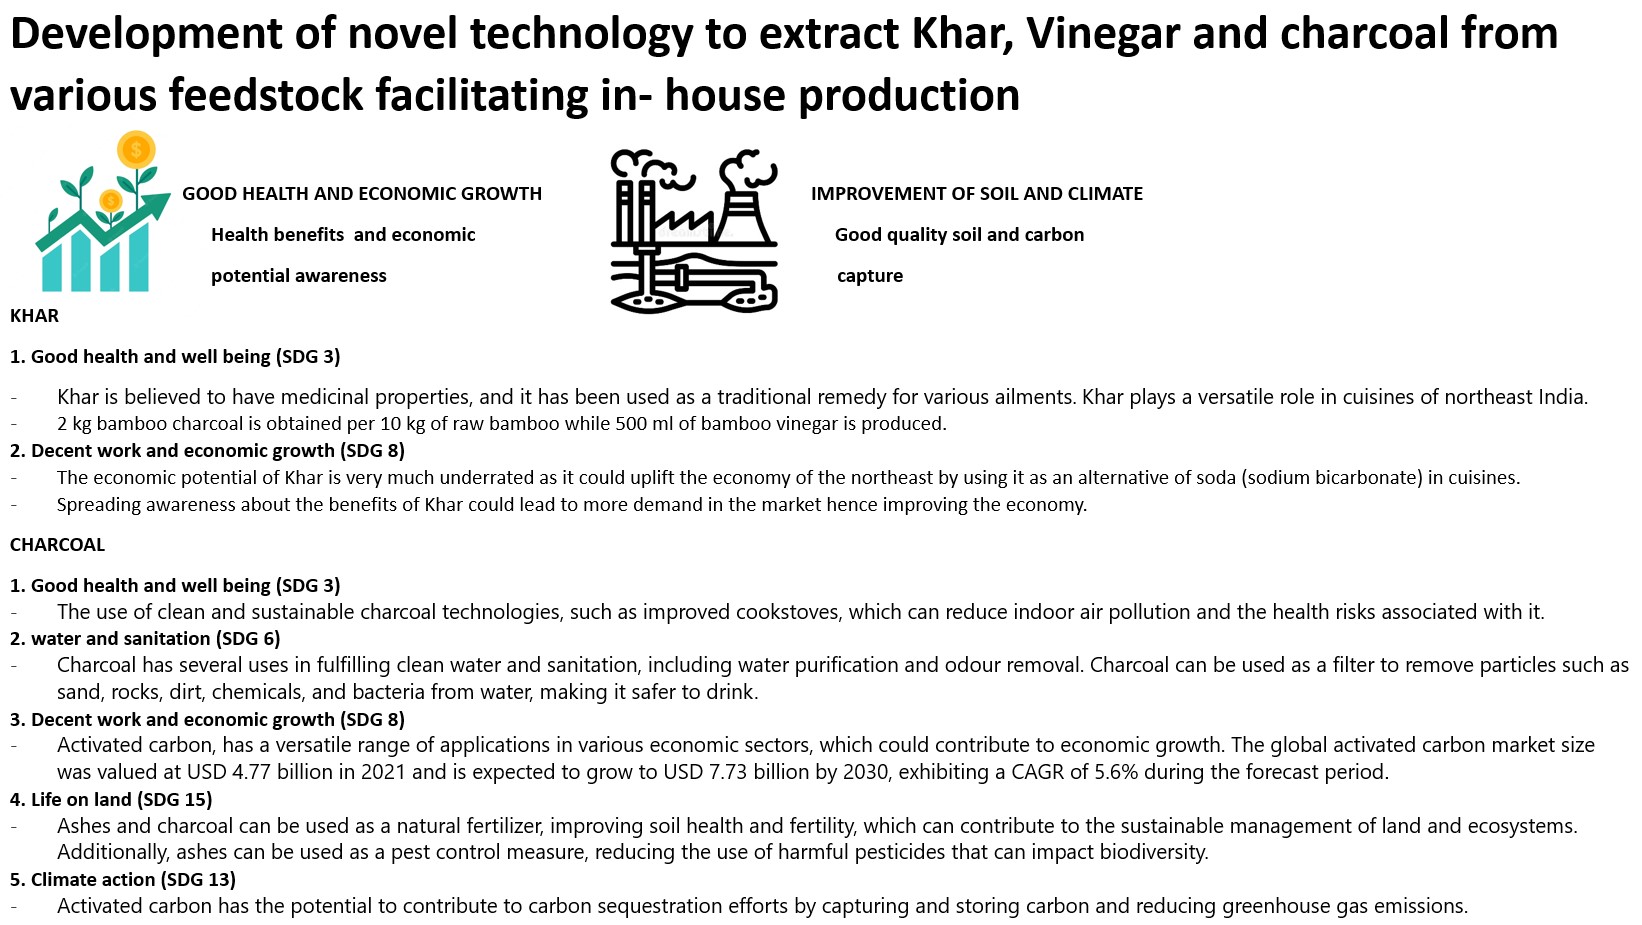 Development of novel technology to extract Khar, Vinegar and charcoal from
various feedstock facilitating in- house production
GOOD HEALTH AND ECONOMIC GROWTH
Health benefits  and economic
potential awareness
IMPROVEMENT OF SOIL AND CLIMATE
Good quality soil and carbon
capture
KHAR
1. Good health and well being (SDG 3)
- Khar is believed to have medicinal properties, and it has been used as a traditional remedy for various ailments. Khar plays a versatile role in cuisines of northeast India.
- 2 kg bamboo charcoal is obtained per 10 kg of raw bamboo while 500 ml of bamboo vinegar is produced.
2. Decent work and economic growth (SDG 8)
- The economic potential of Khar is very much underrated as it could uplift the economy of the northeast by using it as an alternative of soda (sodium bicarbonate) in cuisines.
- Spreading awareness about the benefits of Khar could lead to more demand in the market hence improving the economy.
CHARCOAL
1. Good health and well being (SDG 3)
- The use of clean and sustainable charcoal technologies, such as improved cookstoves, which can reduce indoor air pollution and the health risks associated with it.
2. water and sanitation (SDG 6)
- Charcoal has several uses in fulfilling clean water and sanitation, including water purification and odour removal. Charcoal can be used as a filter to remove particles such as
sand, rocks, dirt, chemicals, and bacteria from water, making it safer to drink.
3. Decent work and economic growth (SDG 8)
- Activated carbon, has a versatile range of applications in various economic sectors, which could contribute to economic growth. The global activated carbon market size
was valued at USD 4.77 billion in 2021 and is expected to grow to USD 7.73 billion by 2030, exhibiting a CAGR of 5.6% during the forecast period.
4. Life on land (SDG 15)
- Ashes and charcoal can be used as a natural fertilizer, improving soil health and fertility, which can contribute to the sustainable management of land and ecosystems.
Additionally, ashes can be used as a pest control measure, reducing the use of harmful pesticides that can impact biodiversity.
5. Climate action (SDG 13)
- Activated carbon has the potential to contribute to carbon sequestration efforts by capturing and storing carbon and reducing greenhouse gas emissions.